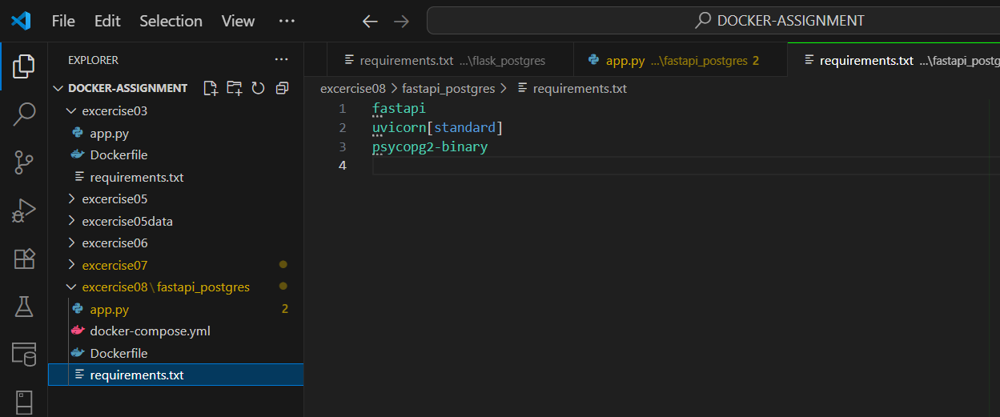 File Edit Selection View ··· DOCKER-ASSIGNMENT
EXPLORER ···
requirements.txt ...\flask_postgres app.py ...\fastapi_postgres 2 requirements.txt ...\fastapi_postg
DOCKER-ASSIGNMENT
excercise03
app.py
Dockerfile
requirements.txt
excercise05
excercise05data
excercise06
excercise07
excercise08\fastapi_postgres
app.py 2
docker-compose.yml
Dockerfile
requirements.txt
excercise08 > fastapi_postgres > requirements.txt
1 fastapi
2 uvicorn[standard]
3 psycopg2-binary
4